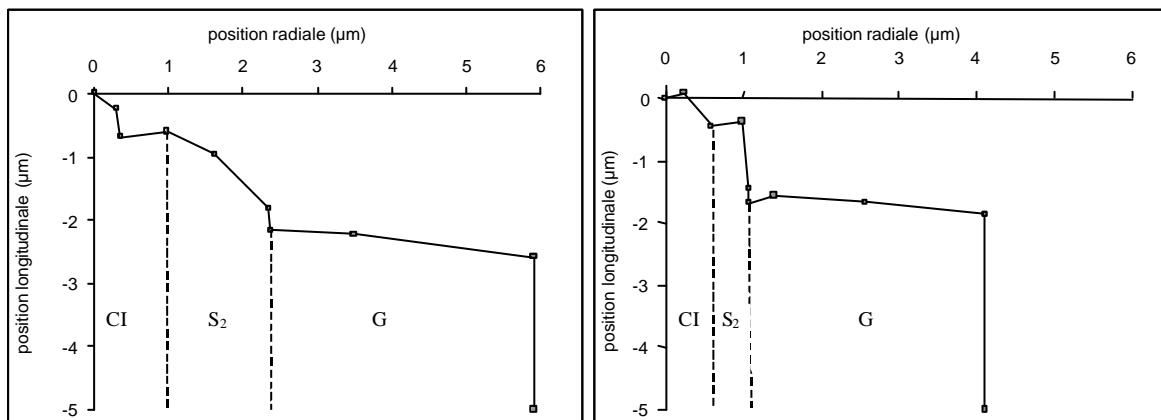 position radiale (µm)
0 1 2 3 4 5 6
0
-1
-2
-3
-4
-5
position longitudinale (µm)
CI S₂ G
position radiale (µm)
0 1 2 3 4 5 6
0
-1
-2
-3
-4
-5
position longitudinale (µm)
CI S₂ G